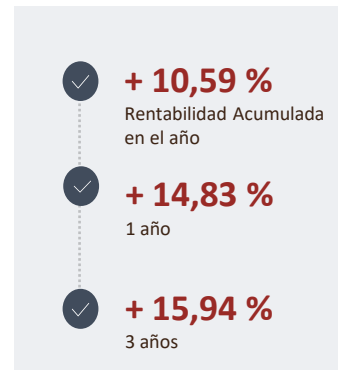 + 10,59 %
Rentabilidad Acumulada
en el año
+ 14,83 %
1 año
+ 15,94 %
3 años